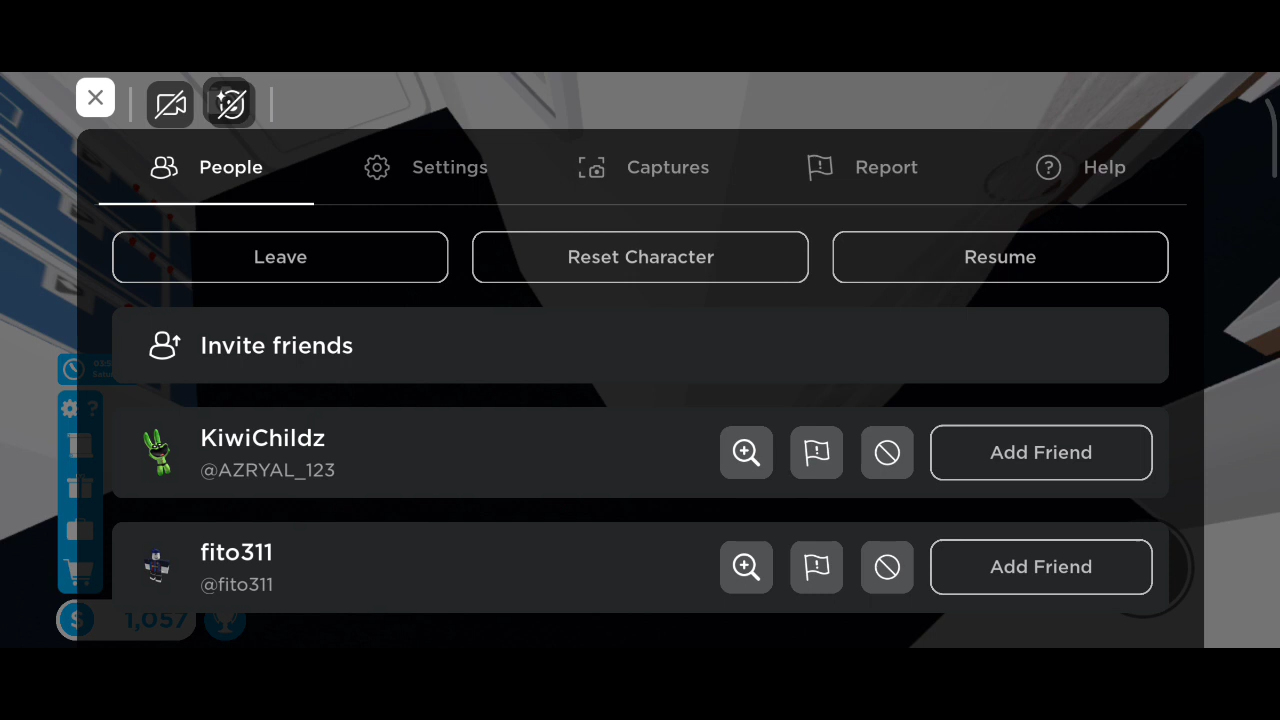 People
Settings
Captures
Report
Help
Leave
Reset Character
Resume
Invite friends
KiwiChildz
@AZRYAL_123
Add Friend
fito311
@fito311
Add Friend
1,057